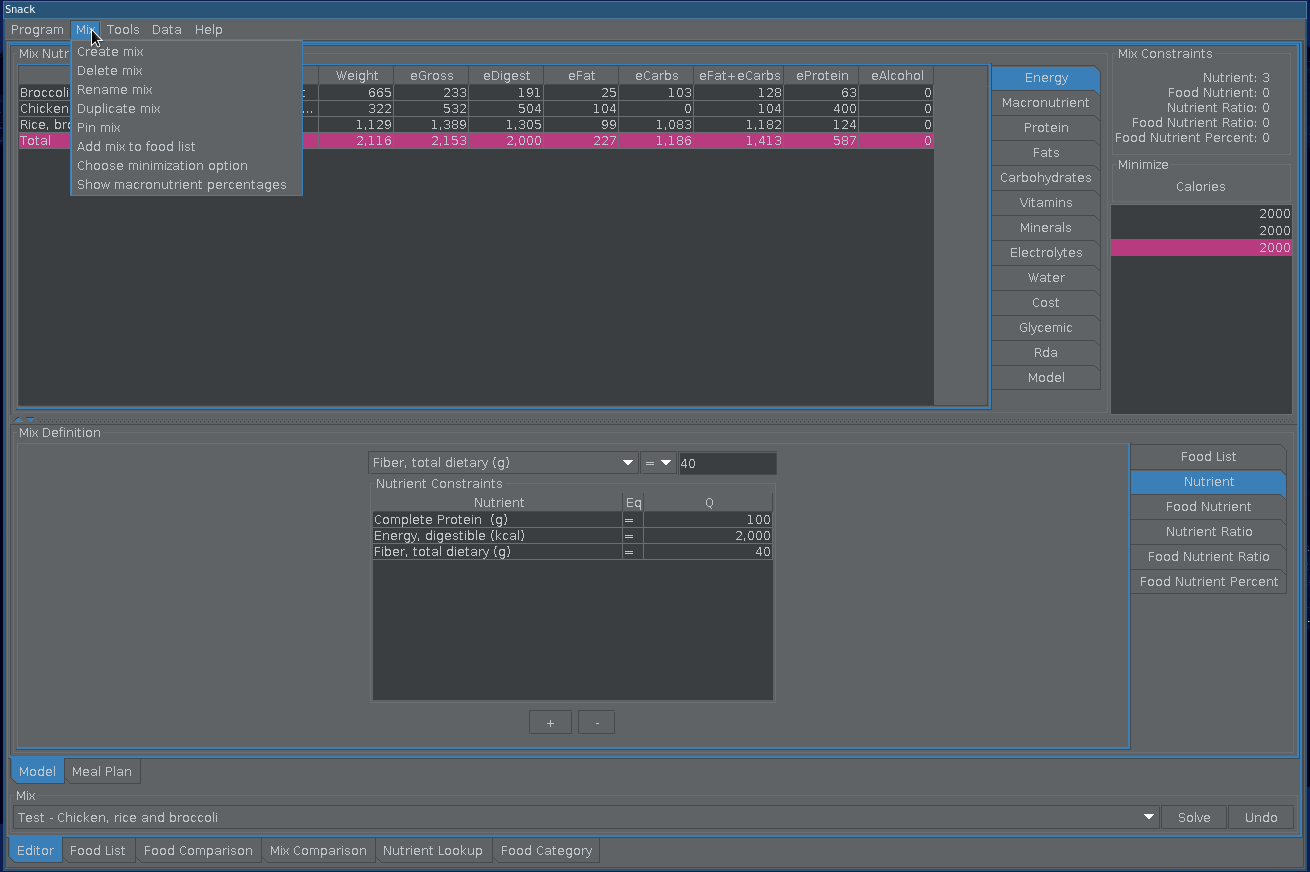 Snack
Program Mix Tools Data Help
Create mix
Delete mix
Rename mix
Duplicate mix
Pin mix
Add mix to food list
Choose minimization option
Show macronutrient percentages
Mix Nutr
Weight eGross eDigest eFat eCarbs eFat+eCarbs eProtein eAlcohol
Broccoli 665 233 191 25 103 128 63 0
Chicken ... 322 532 504 104 0 104 400 0
Rice, bro 1,129 1,389 1,305 99 1,083 1,182 124 0
Total 2,116 2,153 2,000 227 1,186 1,413 587 0
Energy
Macronutrient
Protein
Fats
Carbohydrates
Vitamins
Minerals
Electrolytes
Water
Cost
Glycemic
Rda
Model
Mix Constraints
Nutrient: 3
Food Nutrient: 0
Nutrient Ratio: 0
Food Nutrient Ratio: 0
Food Nutrient Percent: 0
Minimize
Calories
2000
2000
2000
Mix Definition
Fiber, total dietary (g) = 40
Nutrient Constraints
Nutrient Eq Q
Complete Protein (g) = 100
Energy, digestible (kcal) = 2,000
Fiber, total dietary (g) = 40
+ -
Food List
Nutrient
Food Nutrient
Nutrient Ratio
Food Nutrient Ratio
Food Nutrient Percent
Model Meal Plan
Mix
Test - Chicken, rice and broccoli Solve Undo
Editor Food List Food Comparison Mix Comparison Nutrient Lookup Food Category